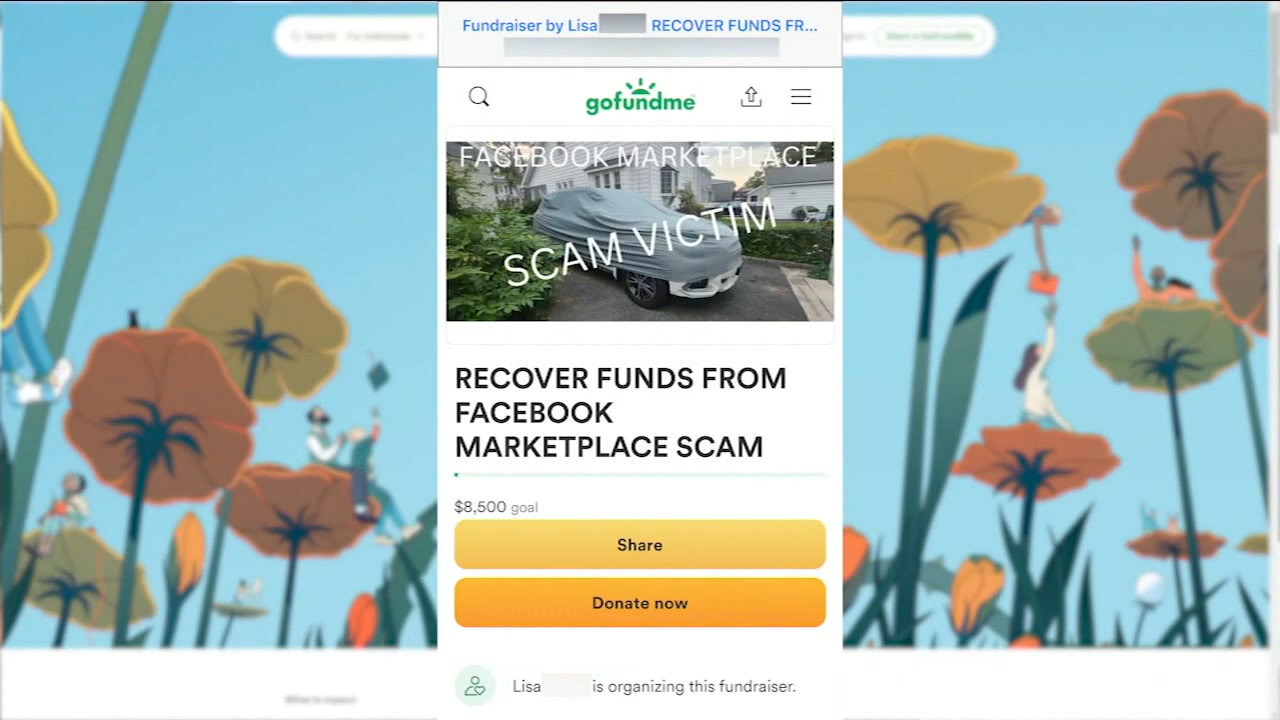 Fundraiser by Lisa RECOVER FUNDS FR...
gofundme
FACEBOOK MARKETPLACE
SCAM VICTIM
RECOVER FUNDS FROM
FACEBOOK
MARKETPLACE SCAM
$8,500 goal
Share
Donate now
Lisa is organizing this fundraiser.